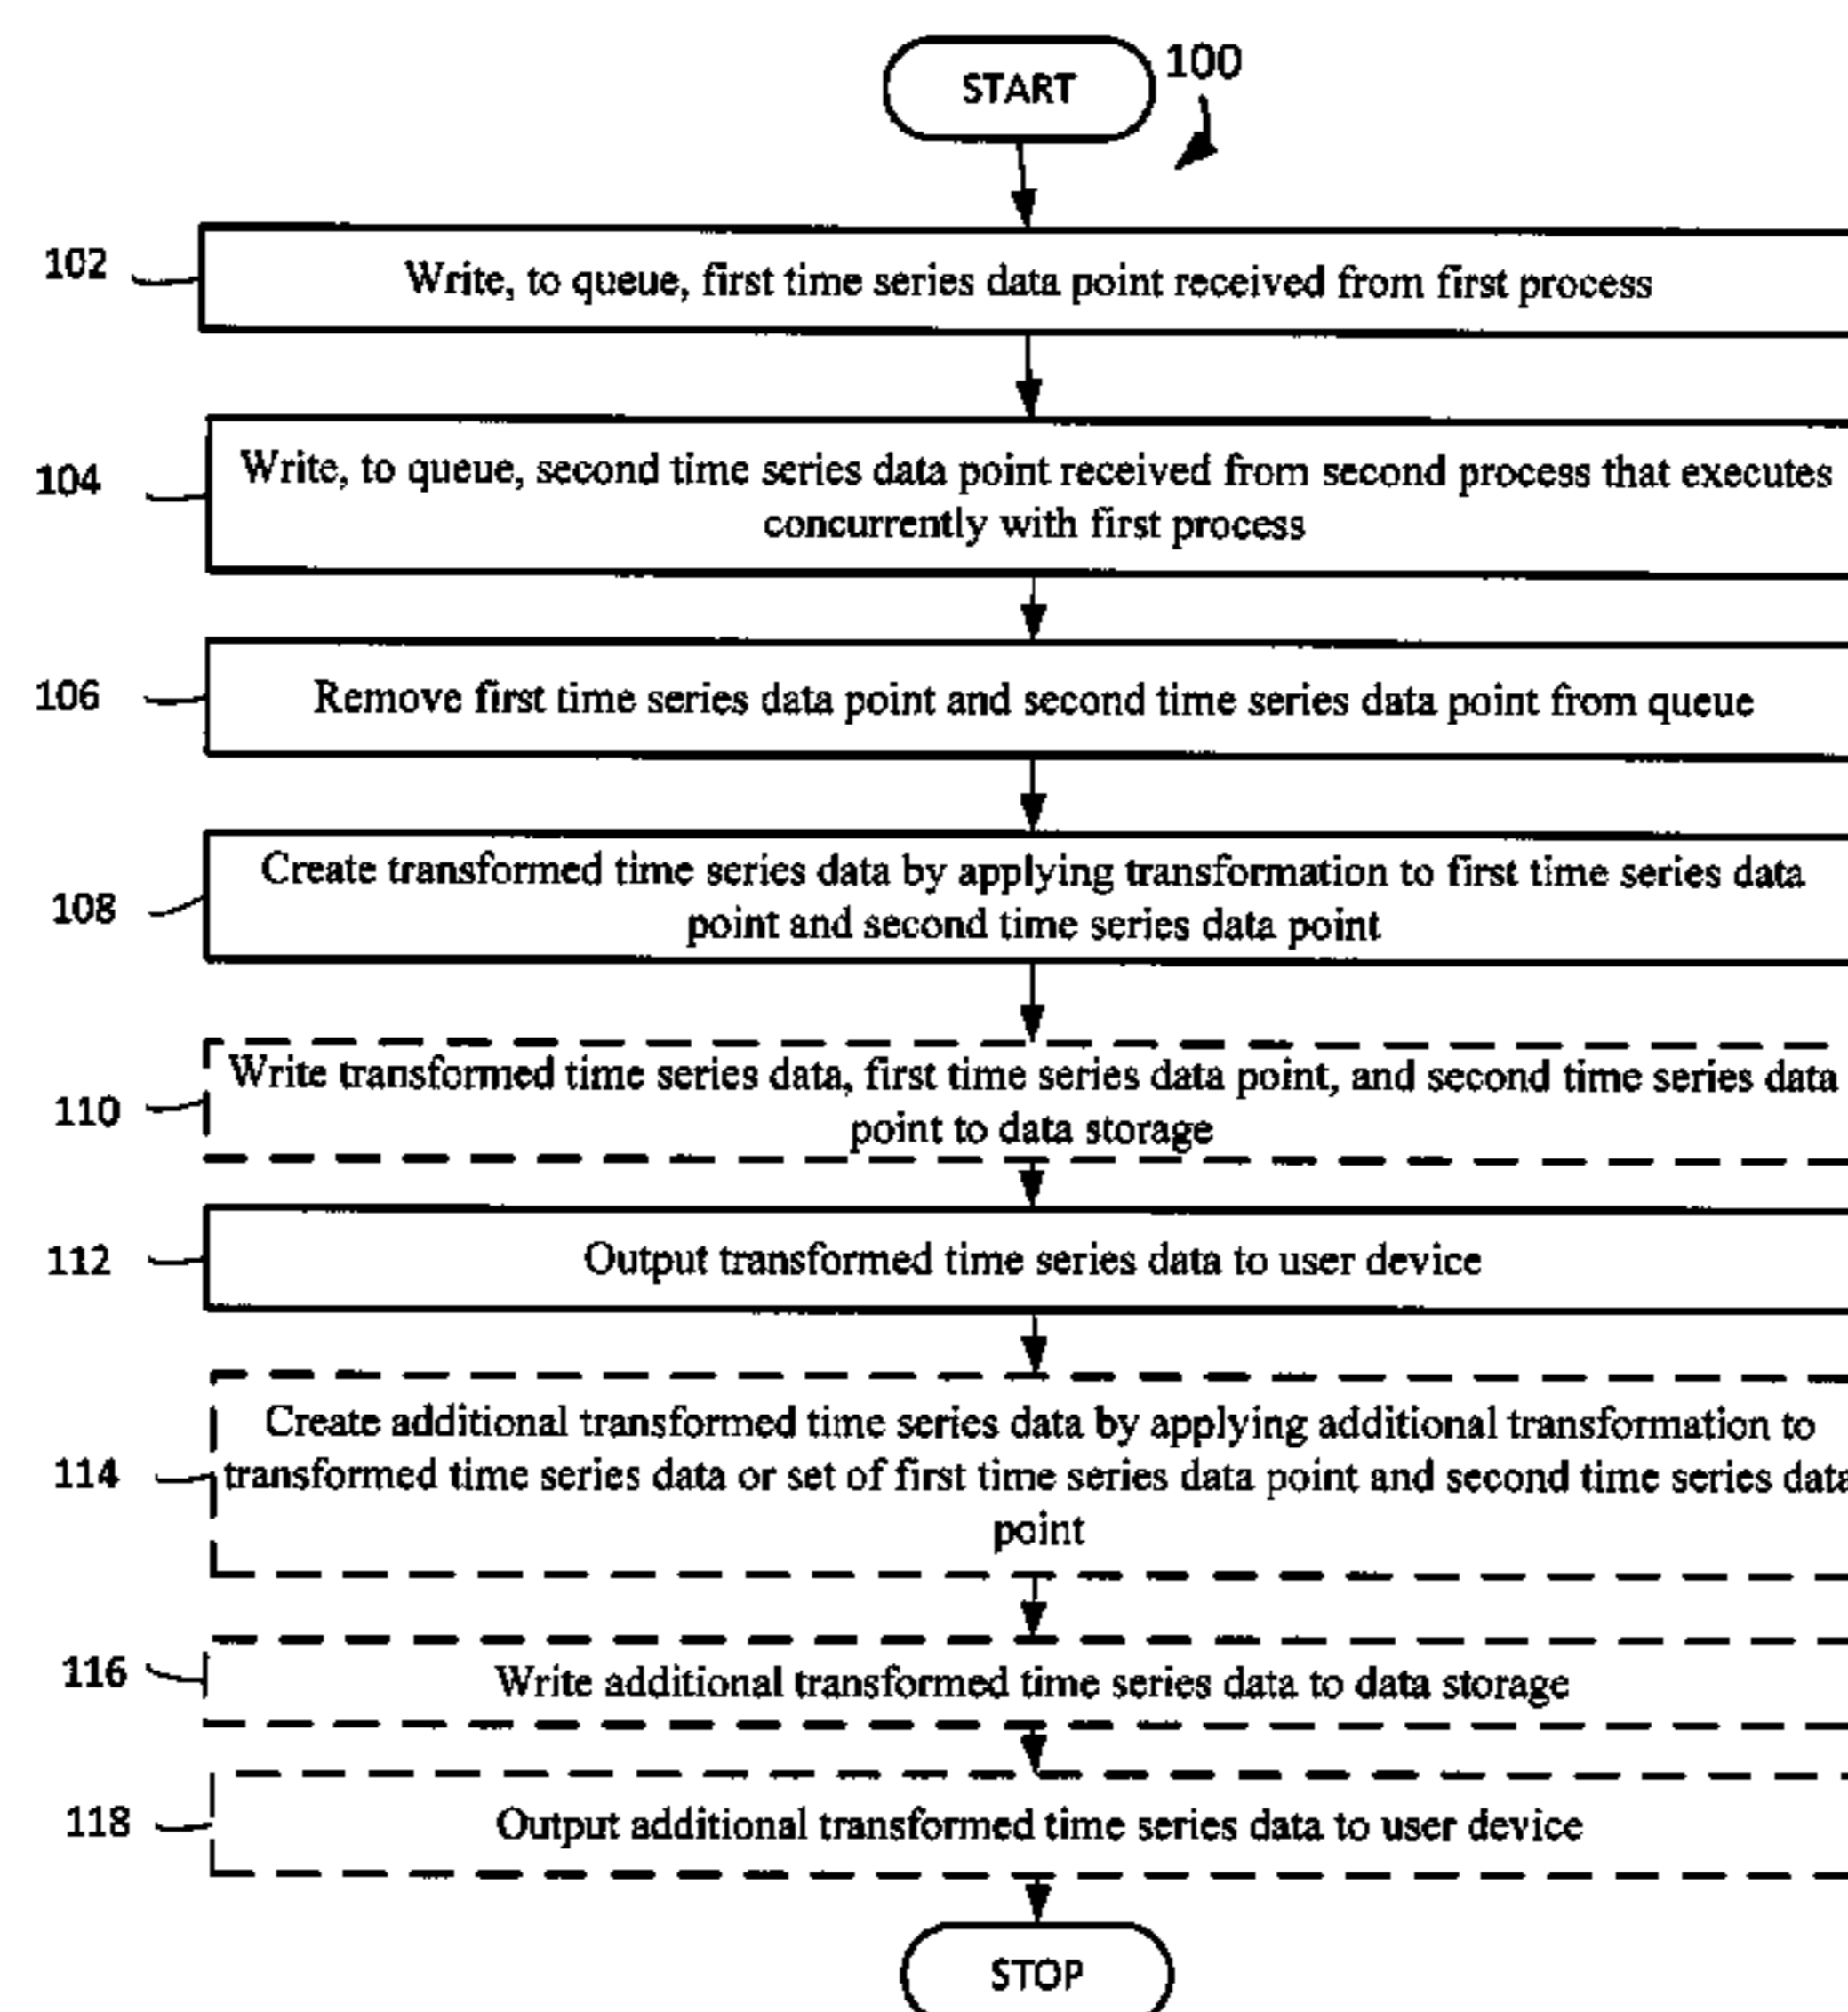 START
100
102
Write, to queue, first time series data point received from first process
104
Write, to queue, second time series data point received from second process that executes
concurrently with first process
106
Remove first time series data point and second time series data point from queue
108
Create transformed time series data by applying transformation to first time series data
point and second time series data point
110
Write transformed time series data, first time series data point, and second time series data
point to data storage
112
Output transformed time series data to user device
114
Create additional transformed time series data by applying additional transformation to
transformed time series data or set of first time series data point and second time series data
point
116
Write additional transformed time series data to data storage
118
Output additional transformed time series data to user device
STOP